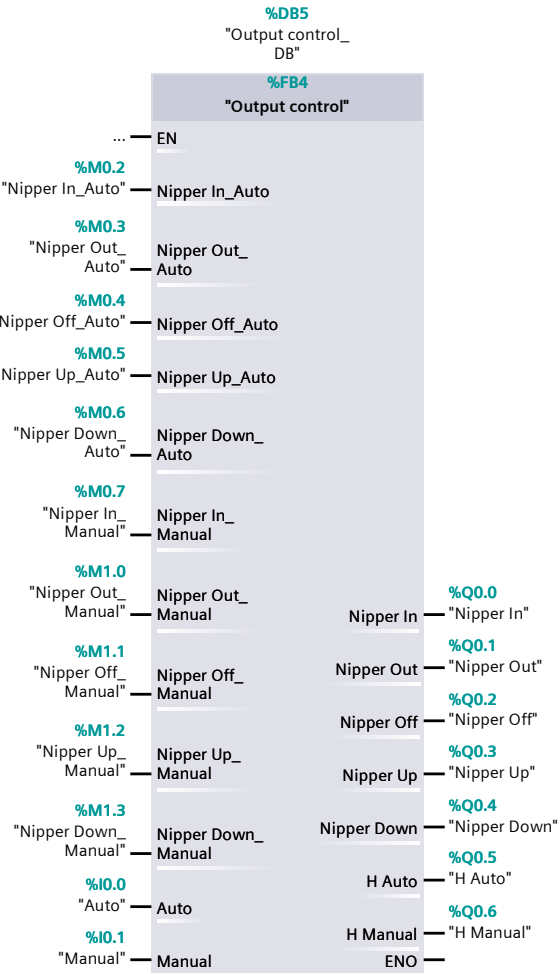 %DB5
"Output control_
DB"
%FB4
"Output control"
... EN
%M0.2
"Nipper In_Auto" Nipper In_Auto
%M0.3
"Nipper Out_
Auto"
Nipper Out_
Auto
%M0.4
Nipper Off_Auto" Nipper Off_Auto
%M0.5
Nipper Up_Auto" Nipper Up_Auto
%M0.6
"Nipper Down_
Auto"
Nipper Down_
Auto
%M0.7
"Nipper In_
Manual"
Nipper In_
Manual
%M1.0
"Nipper Out_
Manual"
Nipper Out_
Manual
%Q0.0
Nipper In "Nipper In"
%M1.1
"Nipper Off_
Manual"
Nipper Off_
Manual
%Q0.1
Nipper Out "Nipper Out"
%Q0.2
Nipper Off "Nipper Off"
%M1.2
"Nipper Up_
Manual"
Nipper Up_
Manual
%Q0.3
Nipper Up "Nipper Up"
%M1.3
"Nipper Down_
Manual"
Nipper Down_
Manual
%Q0.4
Nipper Down "Nipper Down"
%I0.0
"Auto" Auto
%Q0.5
H Auto "H Auto"
%I0.1
"Manual" Manual
%Q0.6
H Manual "H Manual"
ENO